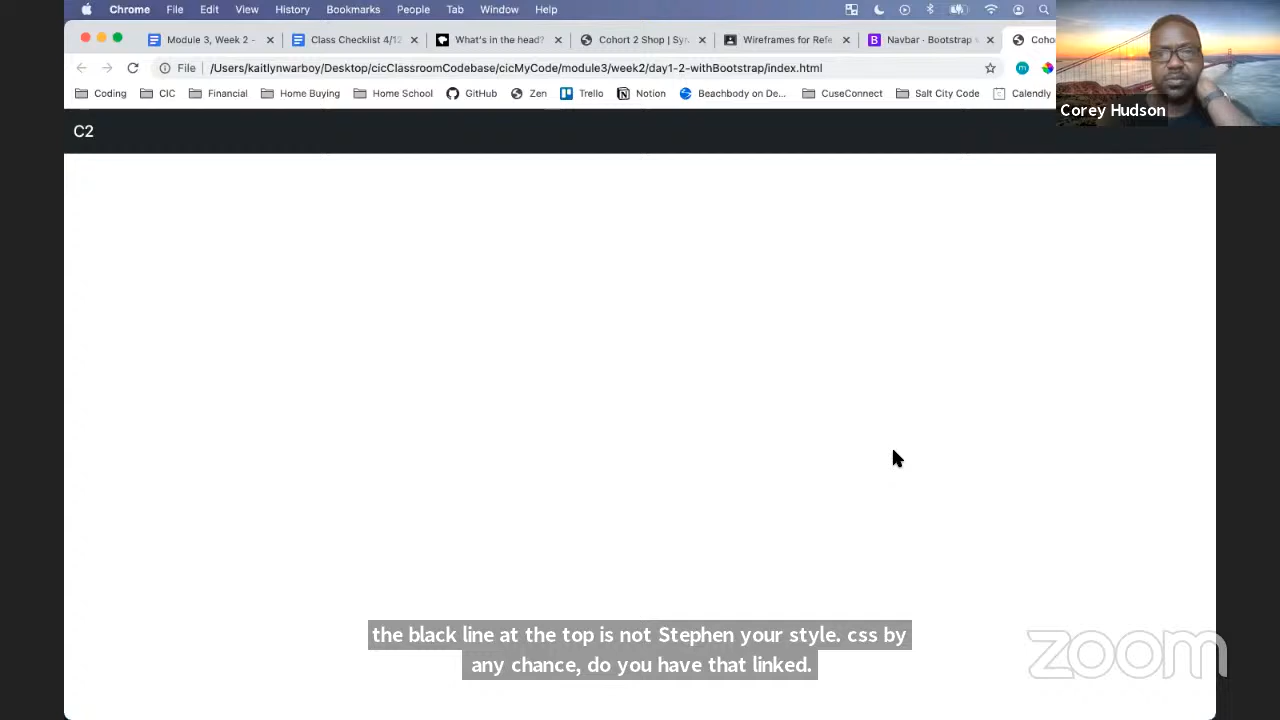 Chrome File Edit View History Bookmarks People Tab Window Help
Module 3, Week 2 - Class Checklist 4/12 What's in the head? Cohort 2 Shop | Syr Wireframes for Refe Navbar · Bootstrap Coho
File /Users/kaitlynwarboy/Desktop/cicClassroomCodebase/cicMyCode/module3/week2/day1-2-withBootstrap/index.html
Coding CIC Financial Home Buying Home School GitHub Zen Trello Notion Beachbody on De... CuseConnect Salt City Code Calendly
Corey Hudson
C2
the black line at the top is not Stephen your style. css by
any chance, do you have that linked.
zoom